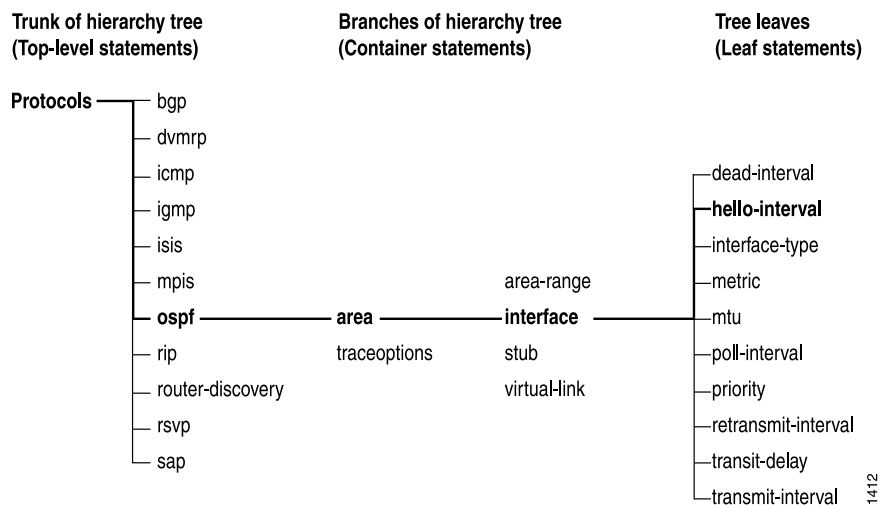 Trunk of hierarchy tree
(Top-level statements)
Branches of hierarchy tree
(Container statements)
Tree leaves
(Leaf statements)
Protocols
bgp
dvmrp
icmp
igmp
isis
mpis
ospf
rip
router-discovery
rsvp
sap
area
traceoptions
area-range
interface
stub
virtual-link
dead-interval
hello-interval
interface-type
metric
mtu
poll-interval
priority
retransmit-interval
transit-delay
transmit-interval
1412